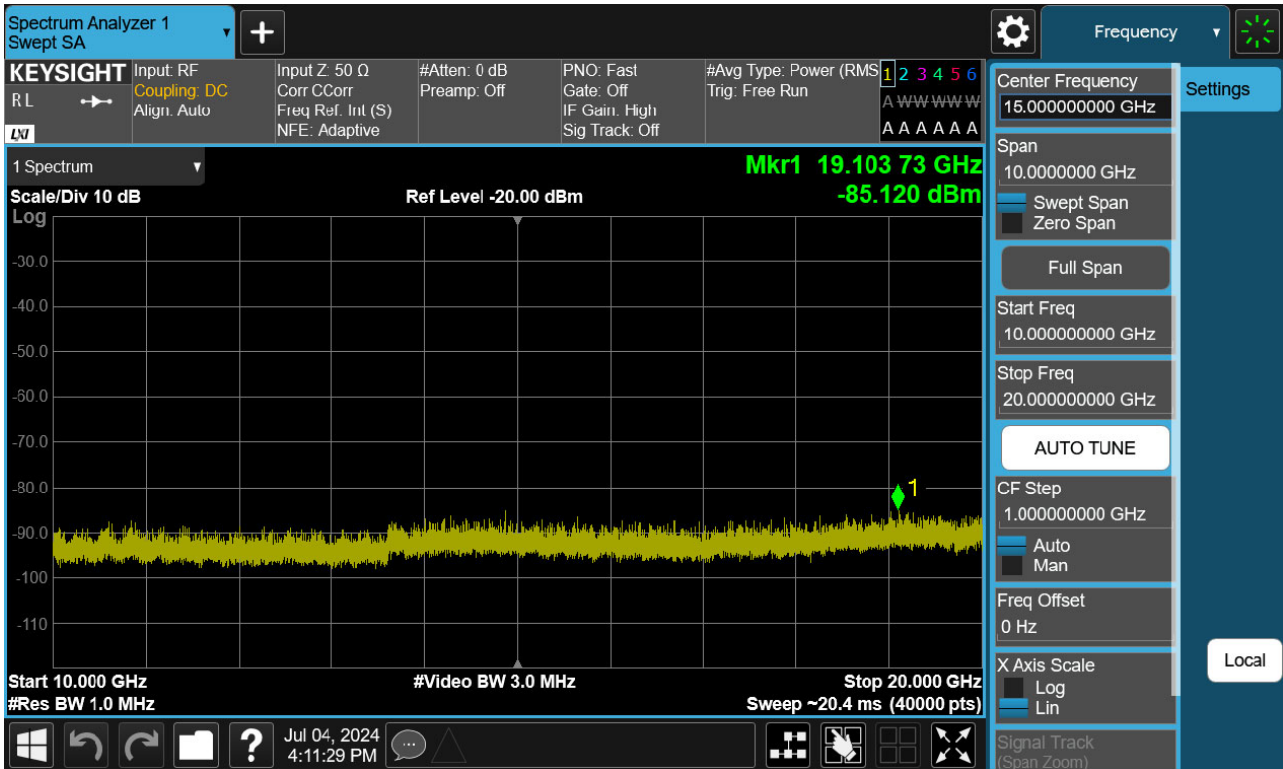 Spectrum Analyzer 1
Swept SA
+
Frequency
KEYSIGHT
R L
LXI
Input: RF
Coupling: DC
Align: Auto
Input Z: 50 Ω
Corr CCorr
Freq Ref: Int (S)
NFE: Adaptive
#Atten: 0 dB
Preamp: Off
PNO: Fast
Gate: Off
IF Gain: High
Sig Track: Off
#Avg Type: Power (RMS
Trig: Free Run
1 2 3 4 5 6
A W W W W W
A A A A A A
1 Spectrum
Scale/Div 10 dB
Ref Level -20.00 dBm
Mkr1 19.103 73 GHz
-85.120 dBm
Log
-30.0
-40.0
-50.0
-60.0
-70.0
-80.0
-90.0
-100
-110
1
Start 10.000 GHz
#Video BW 3.0 MHz
Stop 20.000 GHz
#Res BW 1.0 MHz
Sweep ~20.4 ms (40000 pts)
Center Frequency
15.000000000 GHz
Settings
Span
10.0000000 GHz
Swept Span
Zero Span
Full Span
Start Freq
10.000000000 GHz
Stop Freq
20.000000000 GHz
AUTO TUNE
CF Step
1.000000000 GHz
Auto
Man
Freq Offset
0 Hz
X Axis Scale
Log
Lin
Local
Signal Track
(Span Zoom)
?
Jul 04, 2024
4:11:29 PM